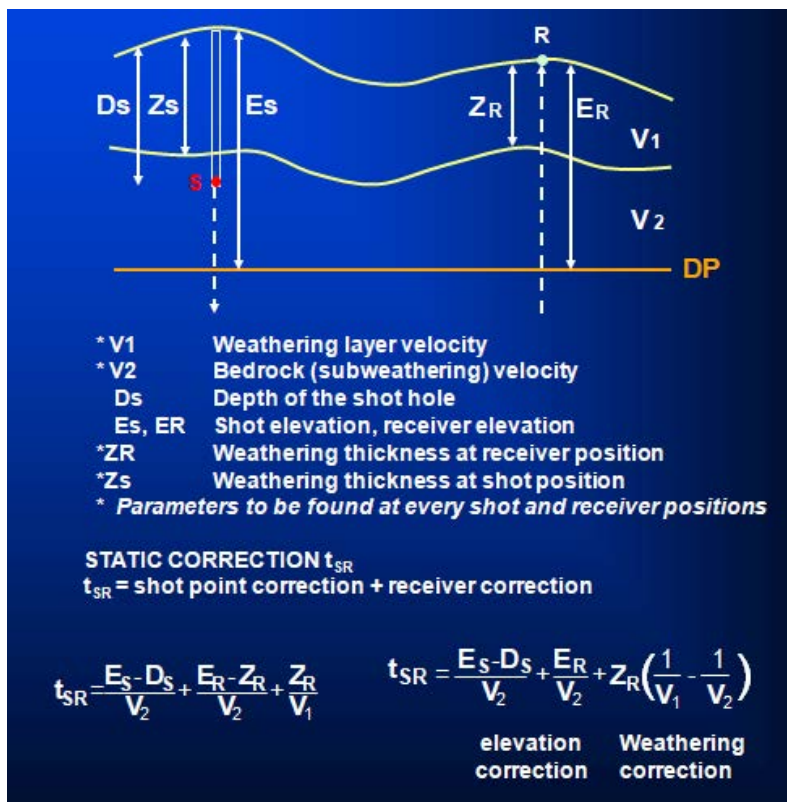 R
Ds Zs Es ZR ER
V1
S
V2
DP
* V1 Weathering layer velocity
* V2 Bedrock (subweathering) velocity
Ds Depth of the shot hole
Es, ER Shot elevation, receiver elevation
*ZR Weathering thickness at receiver position
*Zs Weathering thickness at shot position
* Parameters to be found at every shot and receiver positions
STATIC CORRECTION tSR
tSR = shot point correction + receiver correction
tSR = (ES-DS)/V2 + (ER-ZR)/V2 + ZR/V1
tSR = (ES-DS)/V2 + ER/V2 + ZR(1/V1 - 1/V2)
elevation correction
Weathering correction